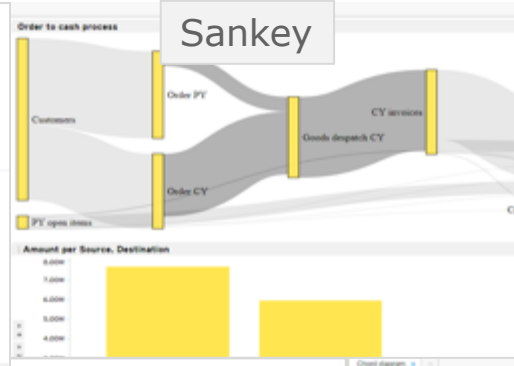 Sankey
Order to cash process
Order PY
Customers
CY invoices
Goods despatch CY
Order CY
PY open items
C
Amount per Source, Destination
8.00M
7.00M
6.00M
5.00M
4.00M
Chord diagram